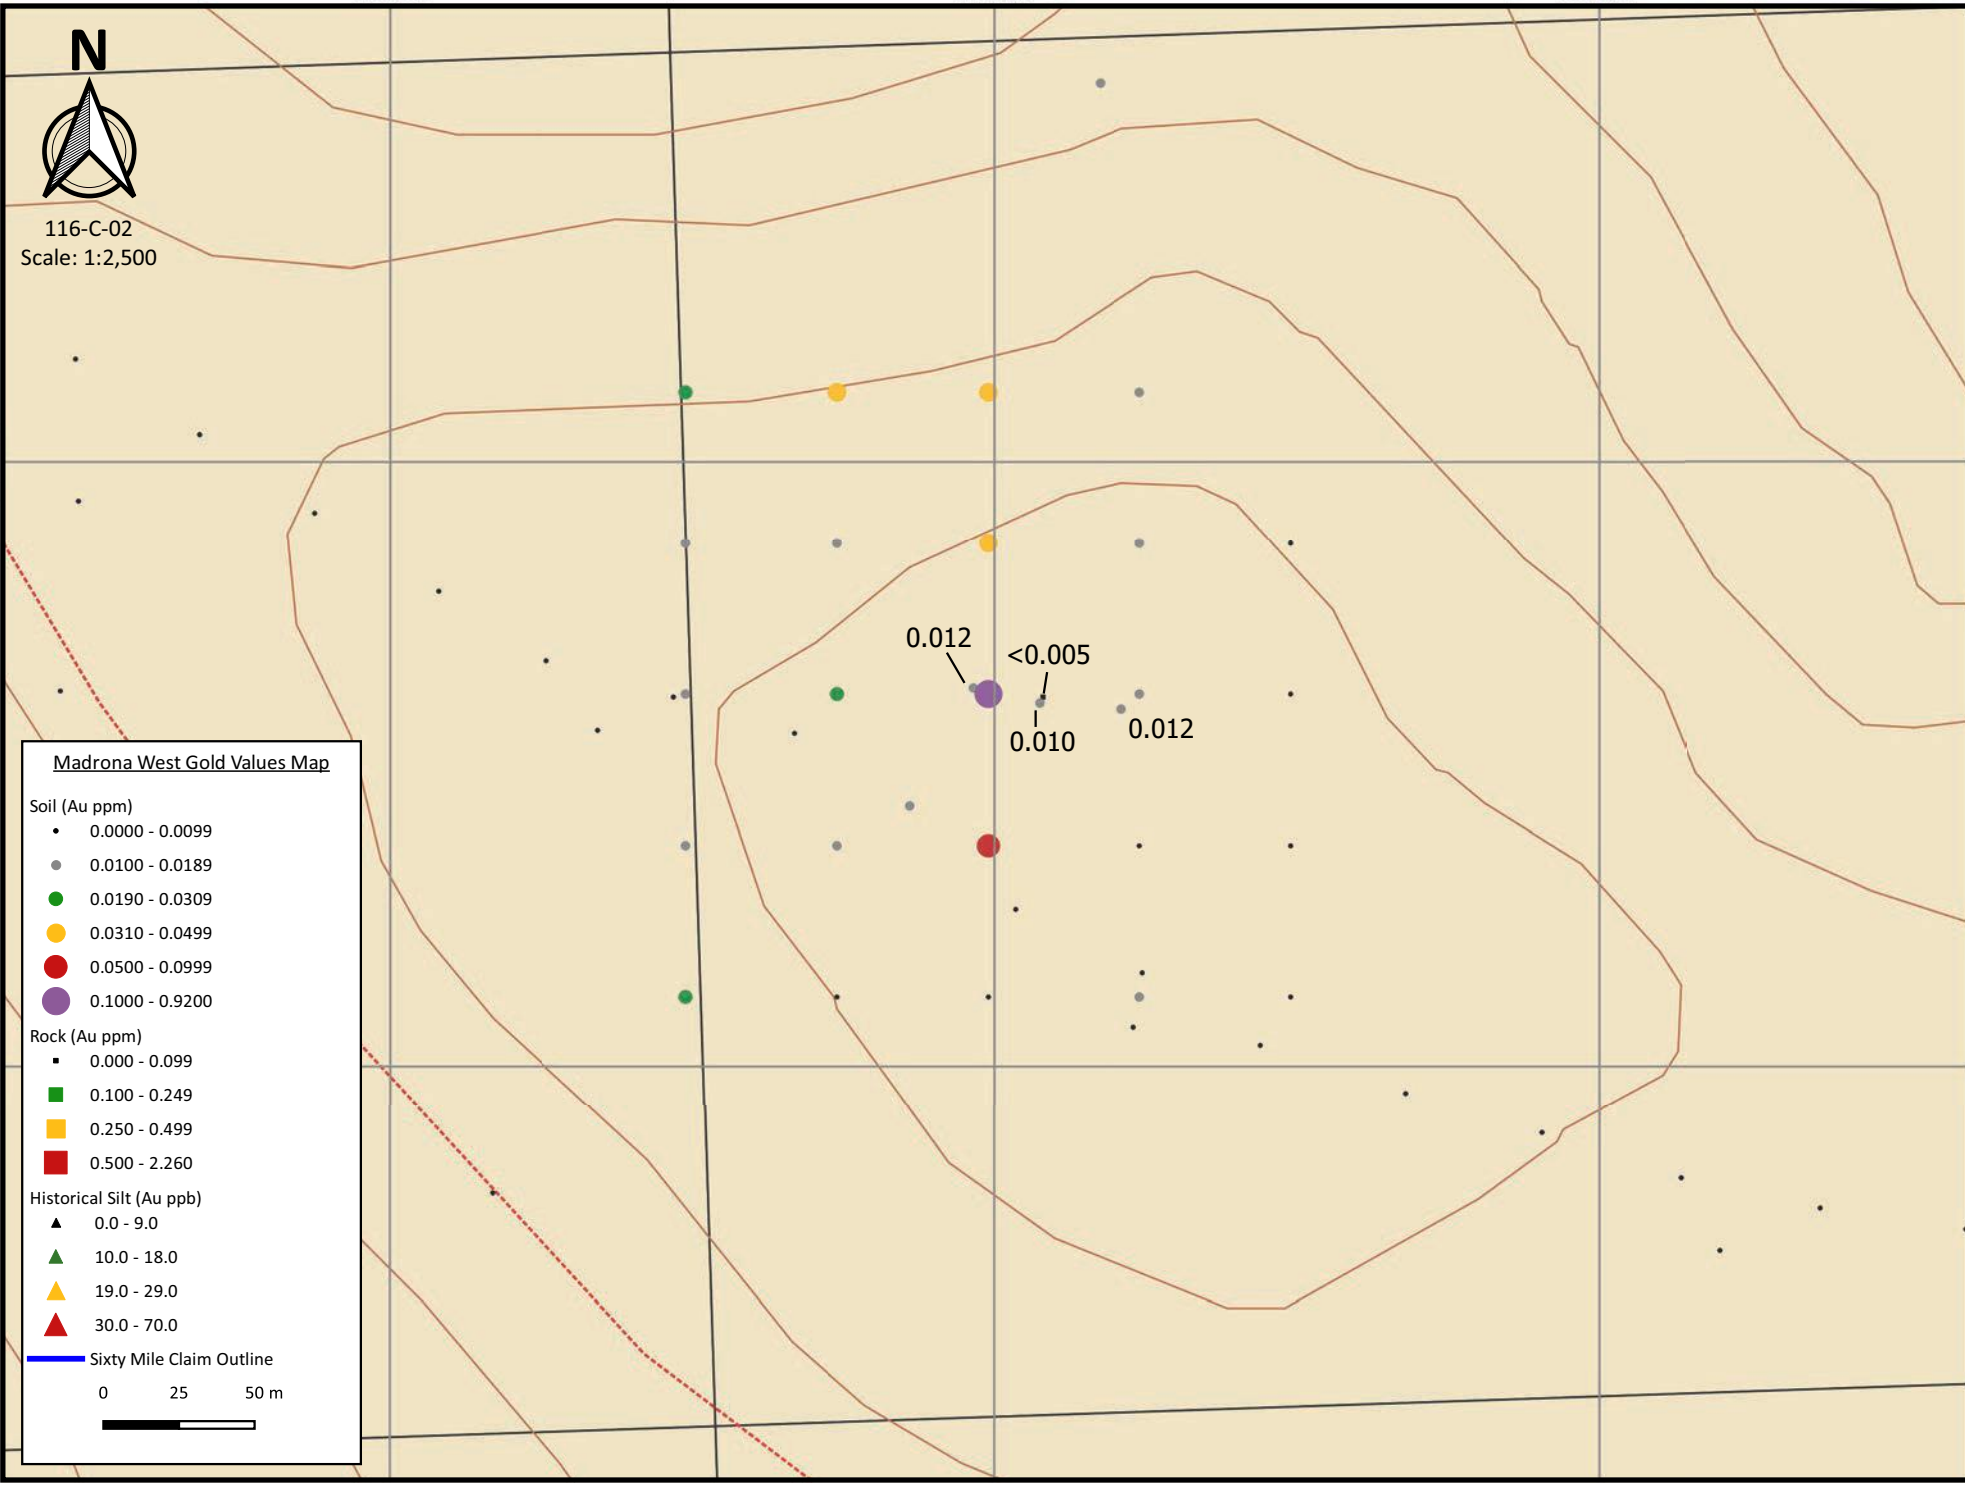 N
116-C-02
Scale: 1:2,500
0.012
<0.005
0.010
0.012
Madrona West Gold Values Map
Soil (Au ppm)
0.0000 - 0.0099
0.0100 - 0.0189
0.0190 - 0.0309
0.0310 - 0.0499
0.0500 - 0.0999
0.1000 - 0.9200
Rock (Au ppm)
0.000 - 0.099
0.100 - 0.249
0.250 - 0.499
0.500 - 2.260
Historical Silt (Au ppb)
0.0 - 9.0
10.0 - 18.0
19.0 - 29.0
30.0 - 70.0
Sixty Mile Claim Outline
0 25 50 m